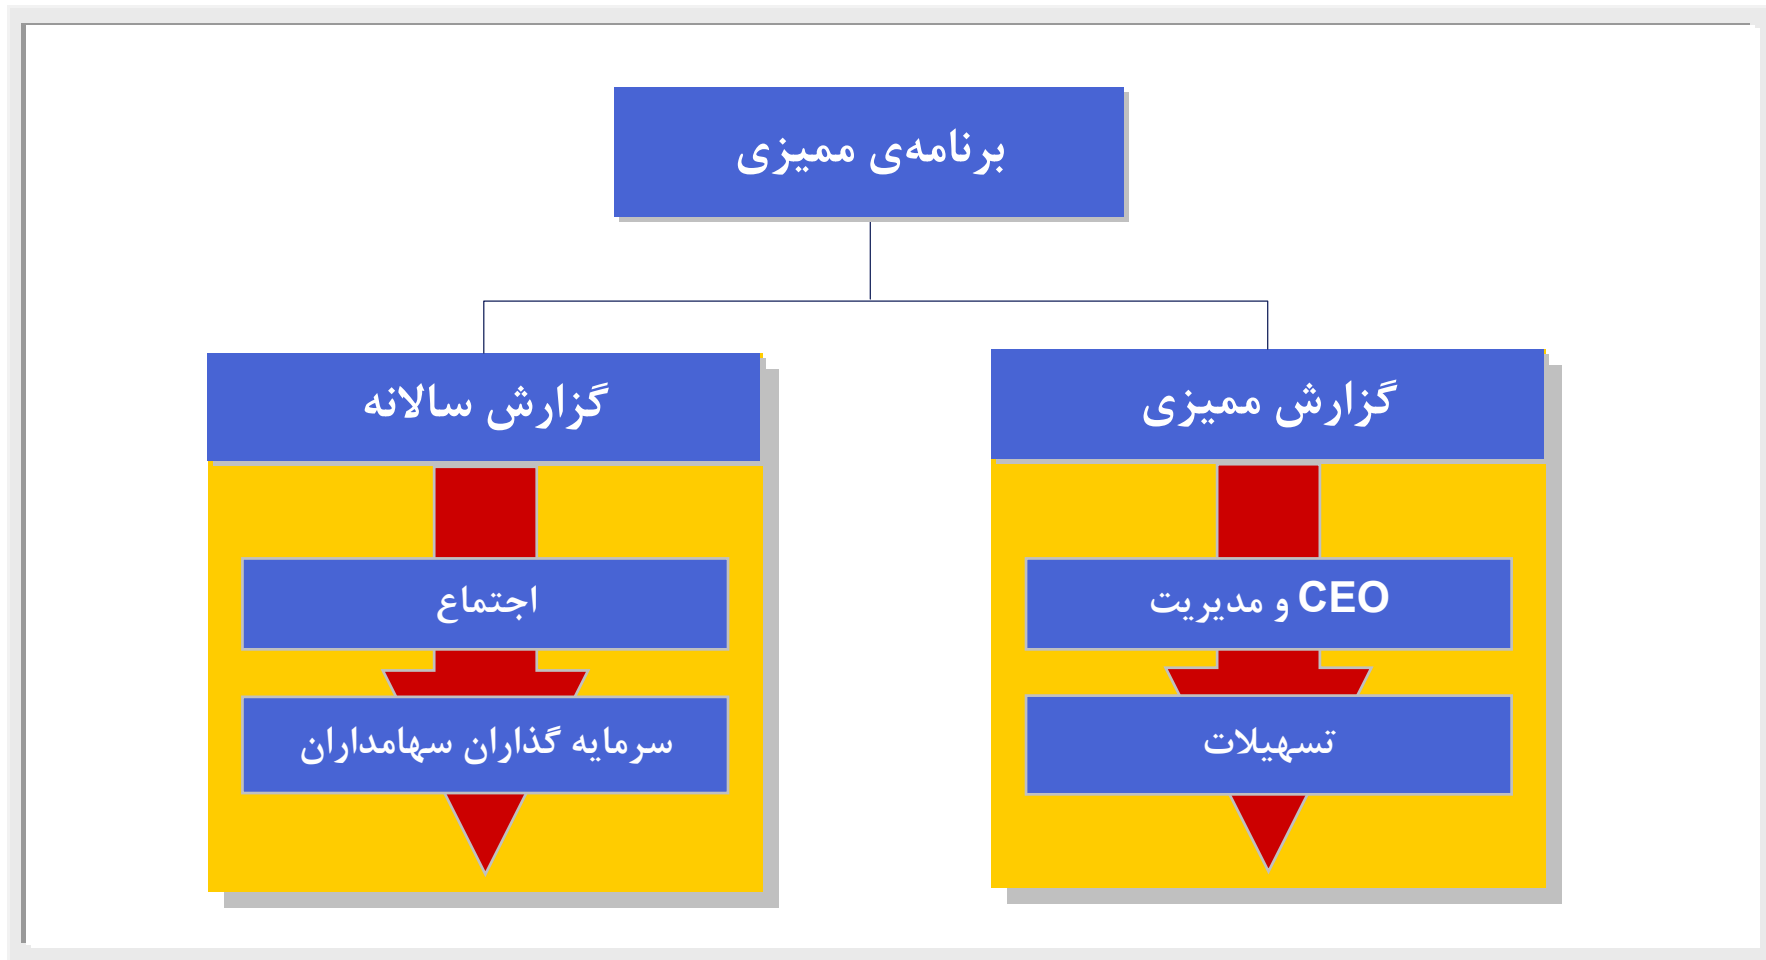 برنامه‌ی ممیزی
گزارش ممیزی
CEO و مدیریت
تسهیلات
گزارش سالانه
اجتماع
سرمایه گذاران سهامداران